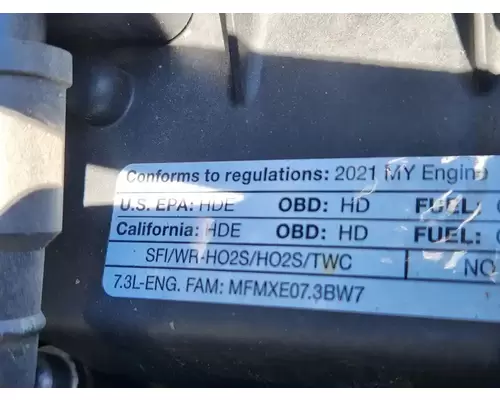 Conforms to regulations: 2021 MY Engine
U.S. EPA: HDE OBD: HD FUEL:
California: HDE OBD: HD FUEL:
SFI/WR-HO2S/HO2S/TWC NO
7.3L-ENG. FAM: MFMXE07.3BW7